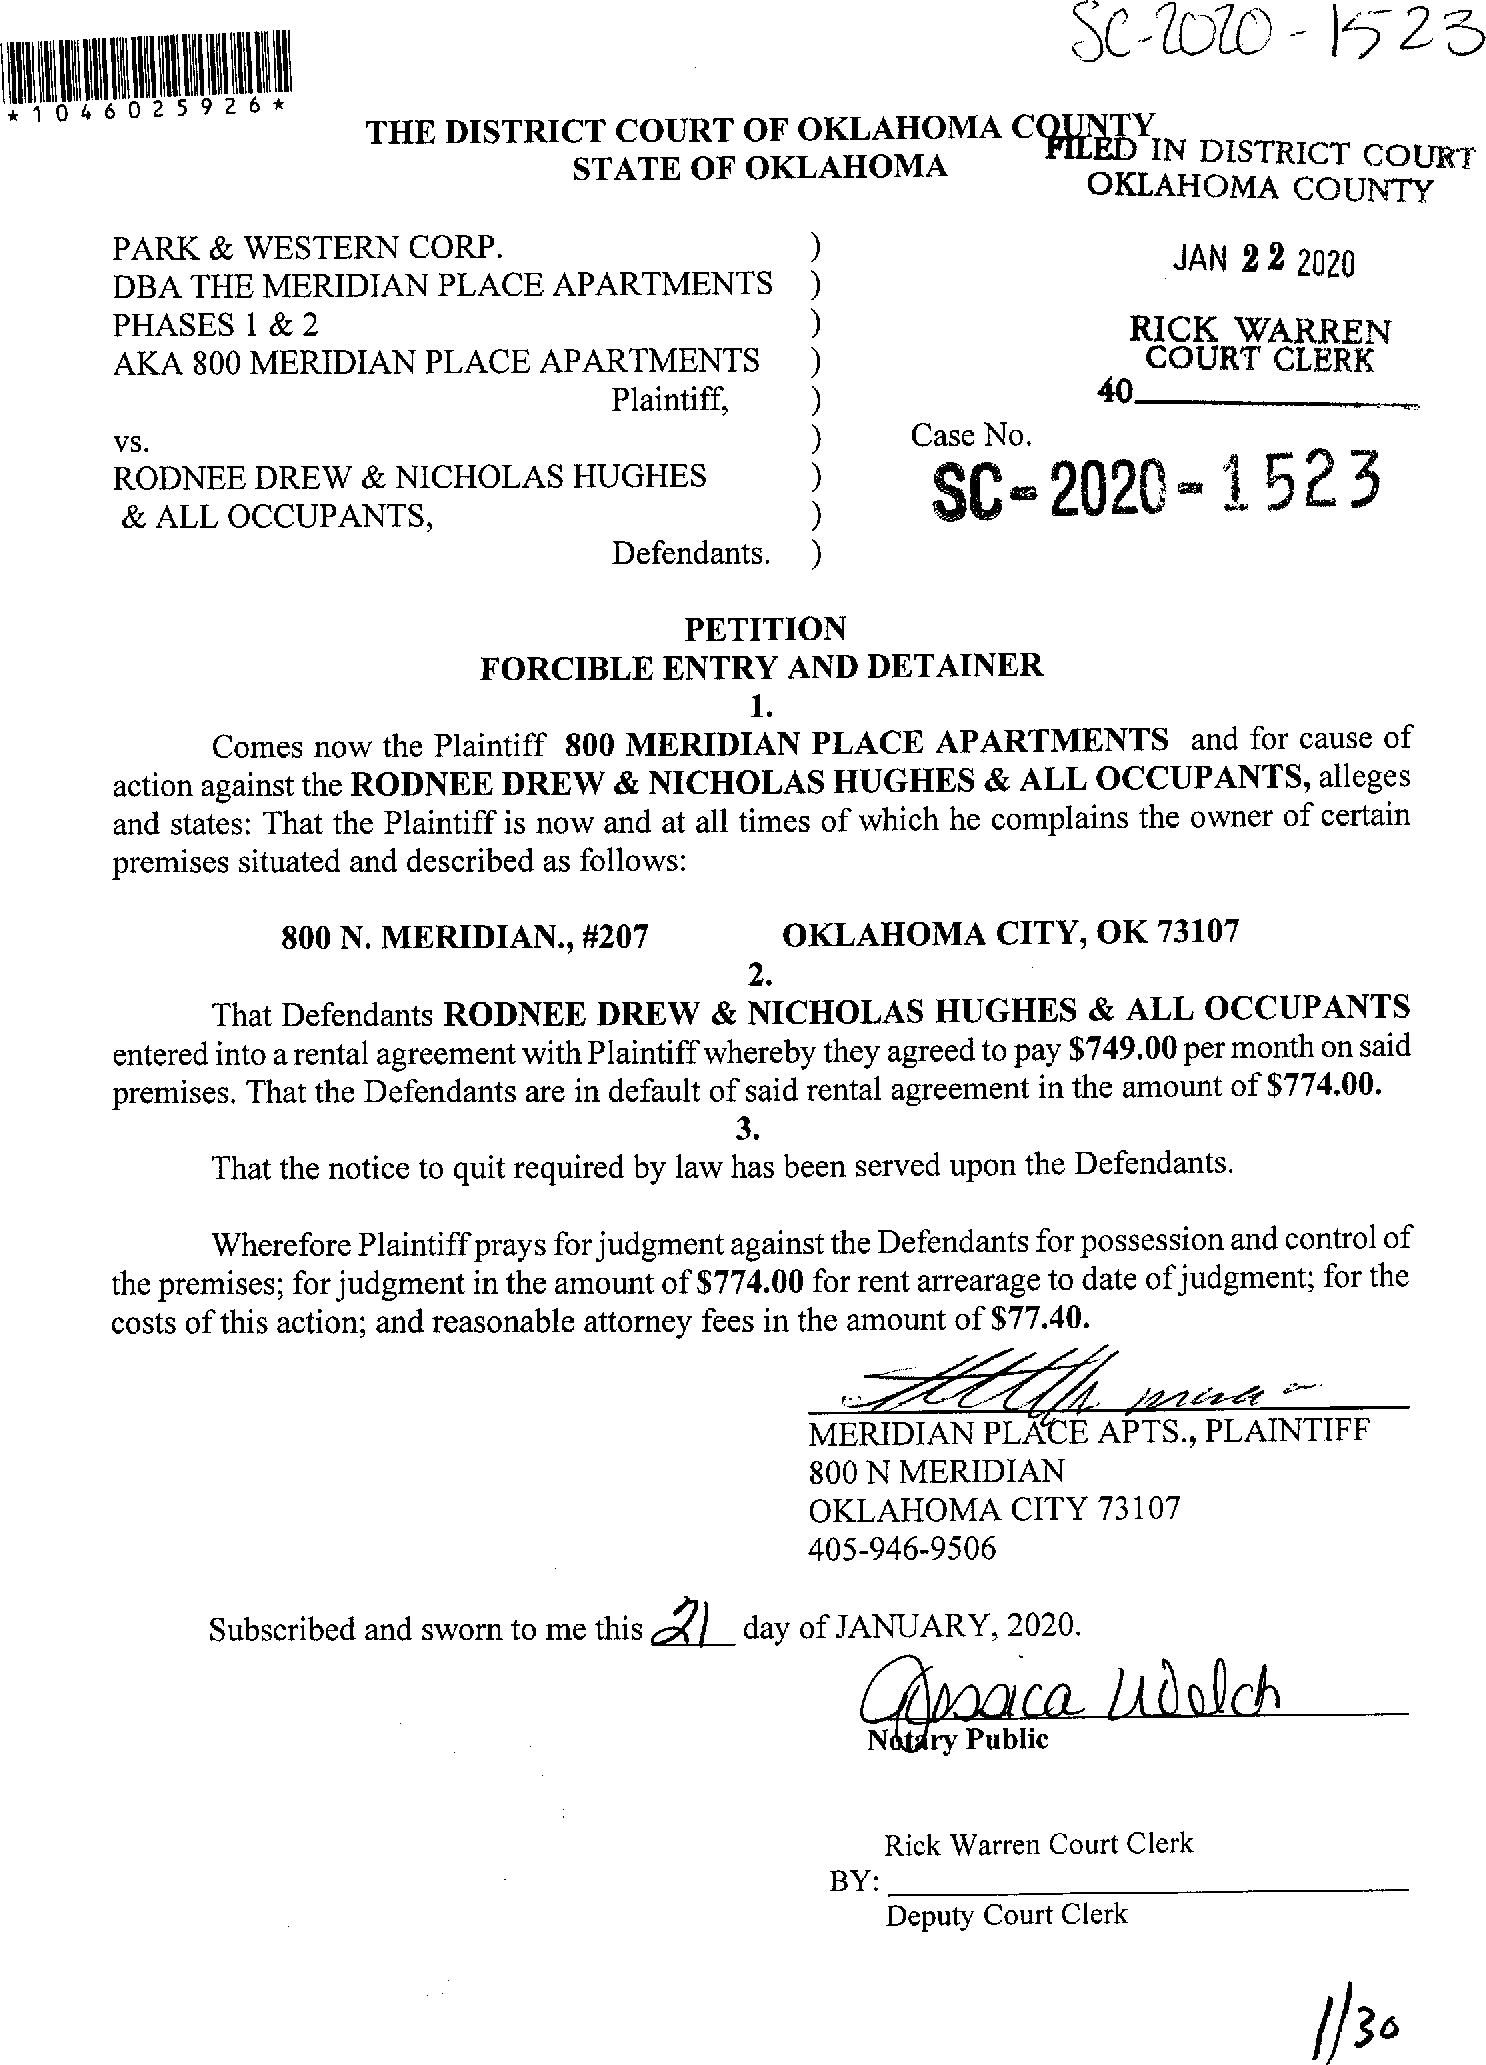 SC-2020-1523
*1046025926*
THE DISTRICT COURT OF OKLAHOMA COUNTY
STATE OF OKLAHOMA
FILED IN DISTRICT COURT
OKLAHOMA COUNTY
JAN 22 2020
RICK WARREN
COURT CLERK
40
PARK & WESTERN CORP. )
DBA THE MERIDIAN PLACE APARTMENTS )
PHASES 1 & 2 )
AKA 800 MERIDIAN PLACE APARTMENTS )
Plaintiff, )
vs. )
RODNEE DREW & NICHOLAS HUGHES )
& ALL OCCUPANTS, )
Defendants. )
Case No.
SC-2020-1523
PETITION
FORCIBLE ENTRY AND DETAINER
1.
Comes now the Plaintiff 800 MERIDIAN PLACE APARTMENTS and for cause of
action against the RODNEE DREW & NICHOLAS HUGHES & ALL OCCUPANTS, alleges
and states: That the Plaintiff is now and at all times of which he complains the owner of certain
premises situated and described as follows:
800 N. MERIDIAN., #207 OKLAHOMA CITY, OK 73107
2.
That Defendants RODNEE DREW & NICHOLAS HUGHES & ALL OCCUPANTS
entered into a rental agreement with Plaintiff whereby they agreed to pay $749.00 per month on said
premises. That the Defendants are in default of said rental agreement in the amount of $774.00.
3.
That the notice to quit required by law has been served upon the Defendants.
Wherefore Plaintiff prays for judgment against the Defendants for possession and control of
the premises; for judgment in the amount of $774.00 for rent arrearage to date of judgment; for the
costs of this action; and reasonable attorney fees in the amount of $77.40.
MERIDIAN PLACE APTS., PLAINTIFF
800 N MERIDIAN
OKLAHOMA CITY 73107
405-946-9506
Subscribed and sworn to me this 21 day of JANUARY, 2020.
Jessica Welch
Notary Public
Rick Warren Court Clerk
BY:
Deputy Court Clerk
1/30